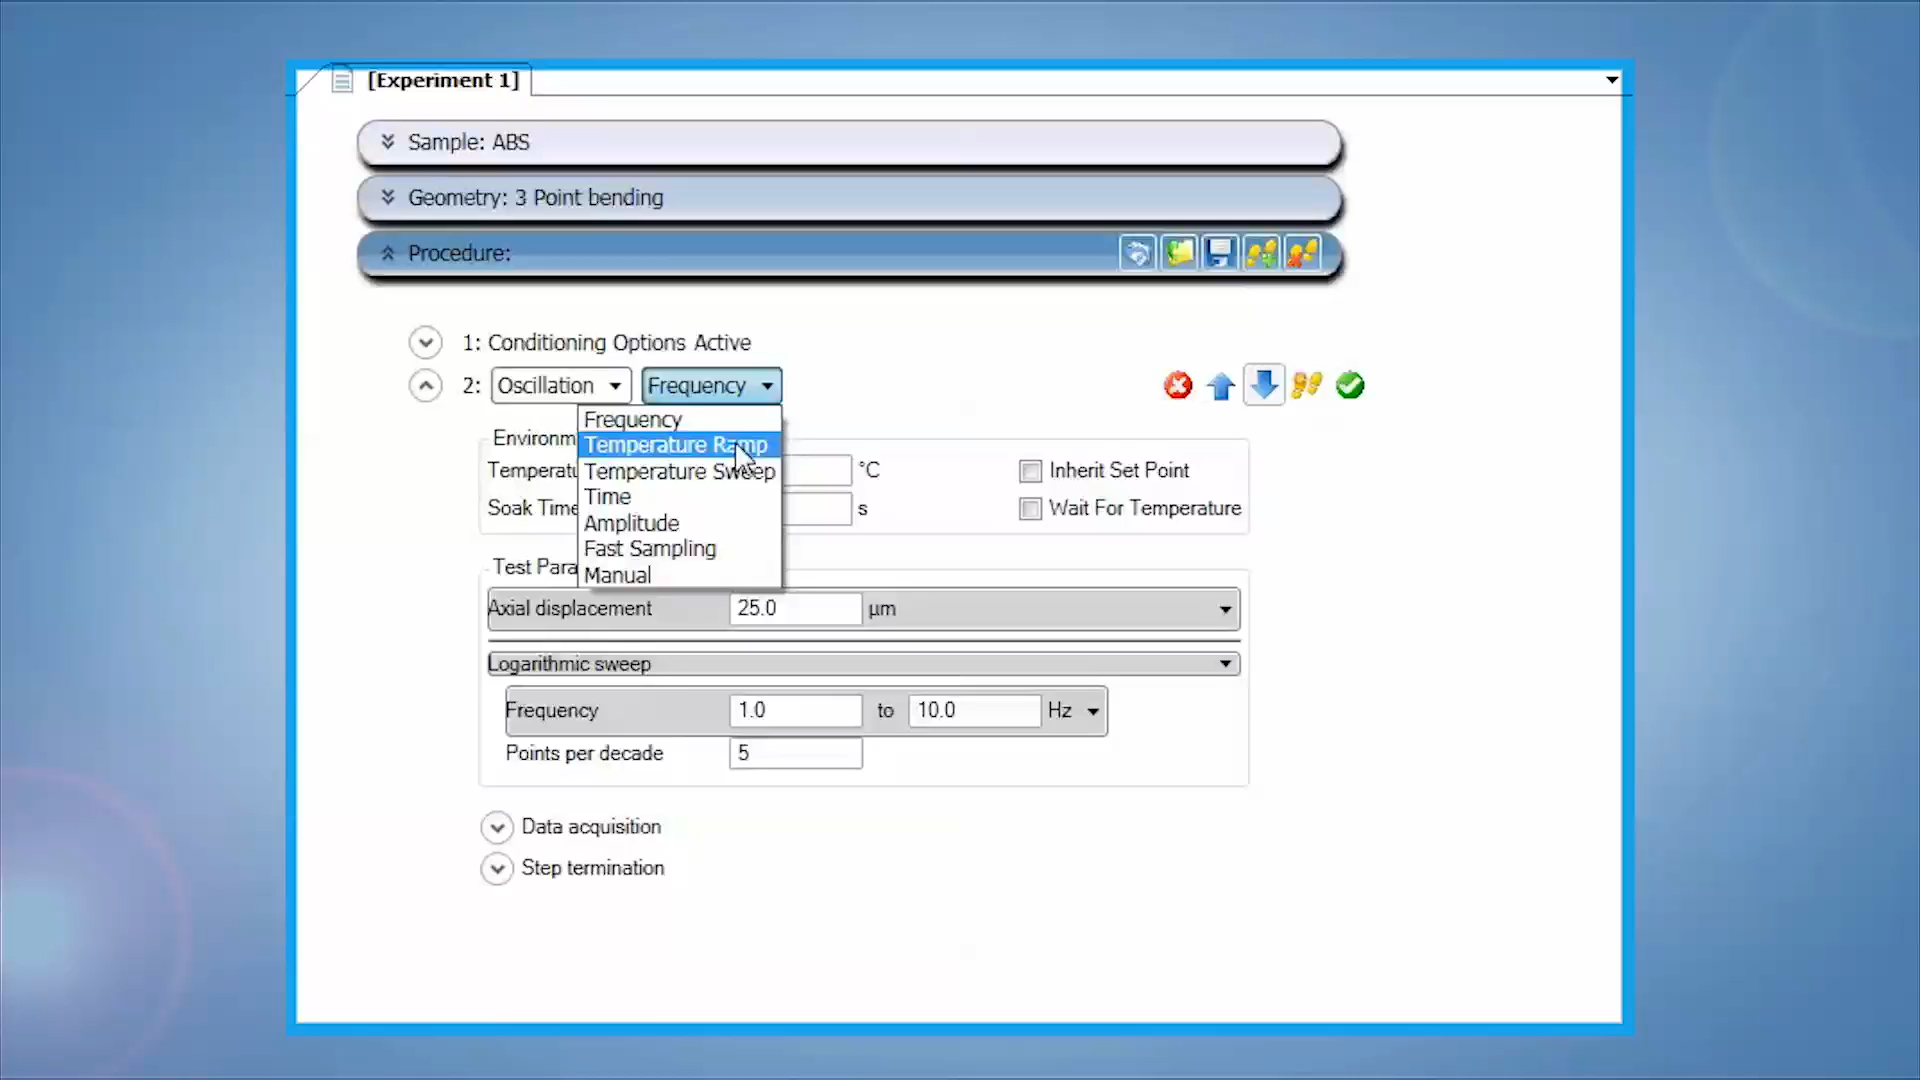 [Experiment 1]
Sample: ABS
Geometry: 3 Point bending
Procedure:
1: Conditioning Options Active
2: Oscillation Frequency
Frequency
Temperature Ramp
Temperature Sweep
Time
Amplitude
Fast Sampling
Manual
Environm
Temperatu °C Inherit Set Point
Soak Time s Wait For Temperature
Test Para
Axial displacement 25.0 µm
Logarithmic sweep
Frequency 1.0 to 10.0 Hz
Points per decade 5
Data acquisition
Step termination